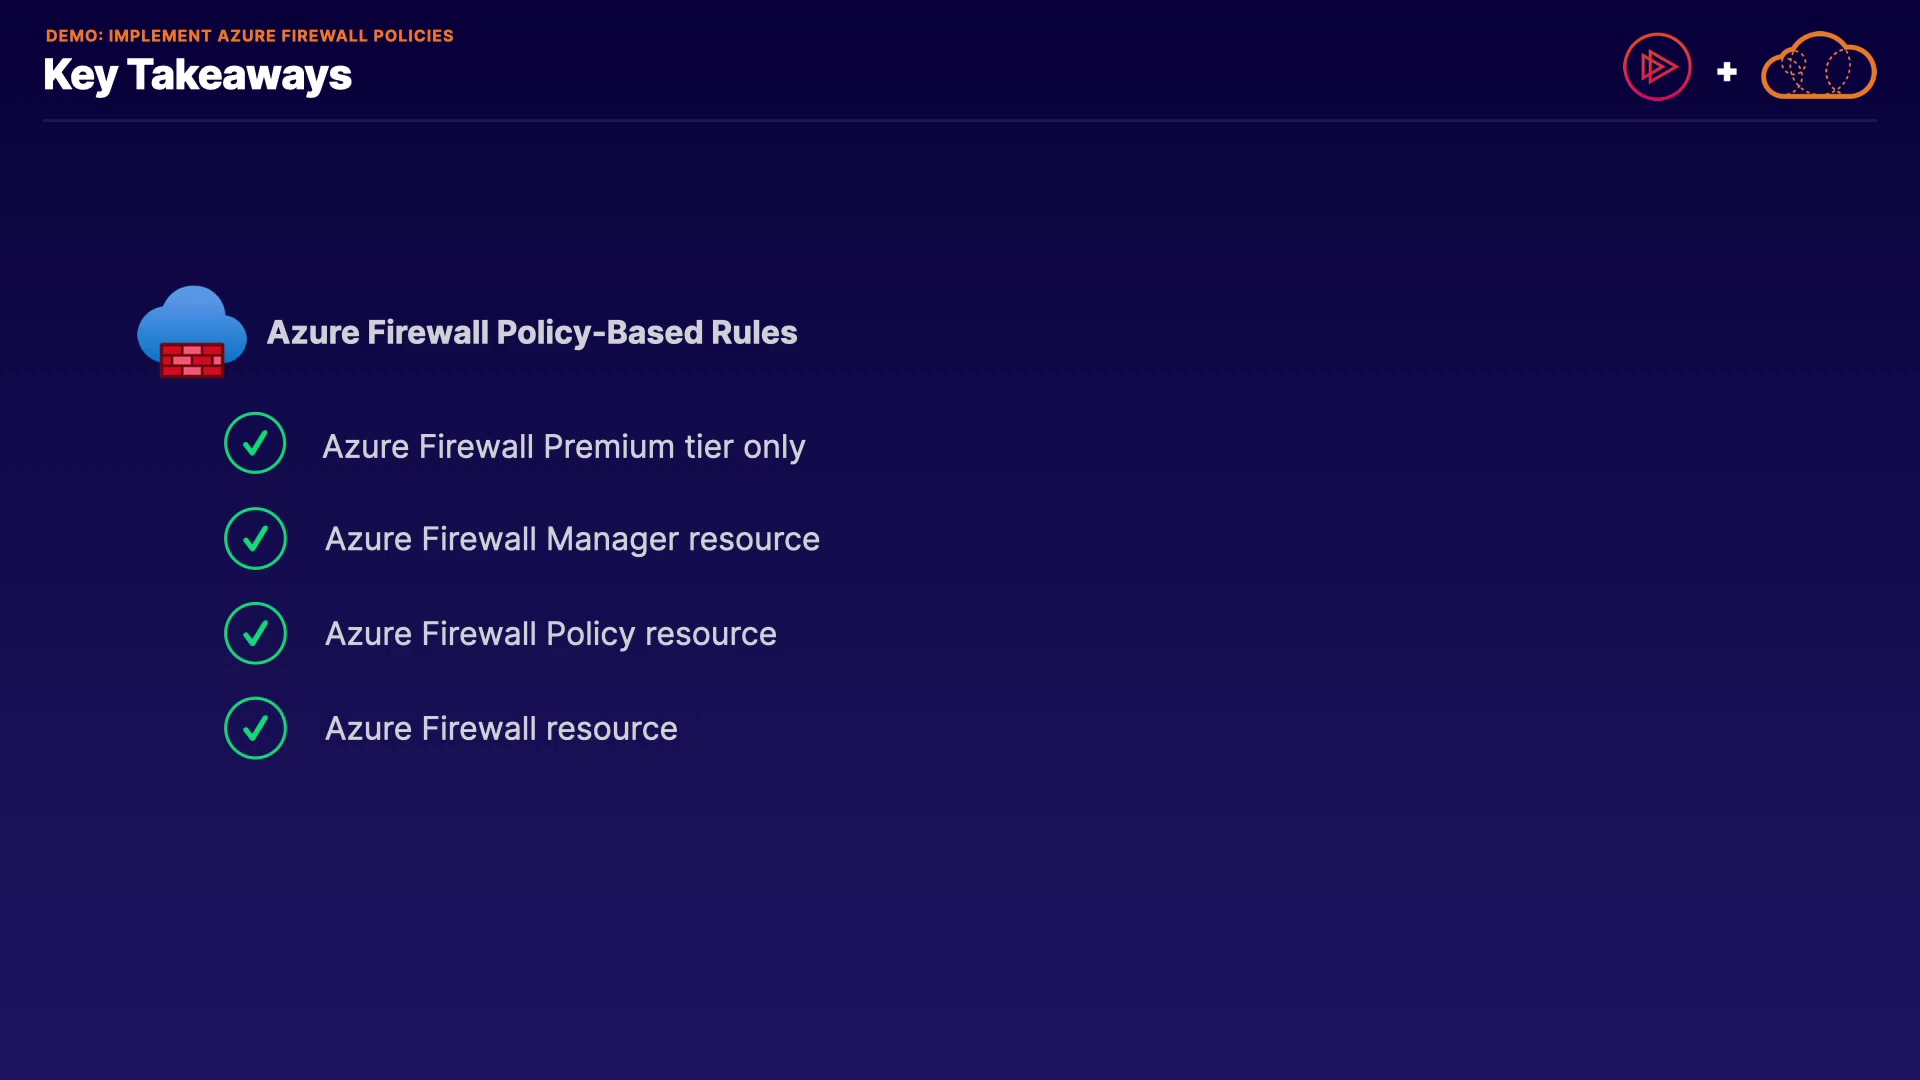 DEMO: IMPLEMENT AZURE FIREWALL POLICIES
Key Takeaways
Azure Firewall Policy-Based Rules
Azure Firewall Premium tier only
Azure Firewall Manager resource
Azure Firewall Policy resource
Azure Firewall resource